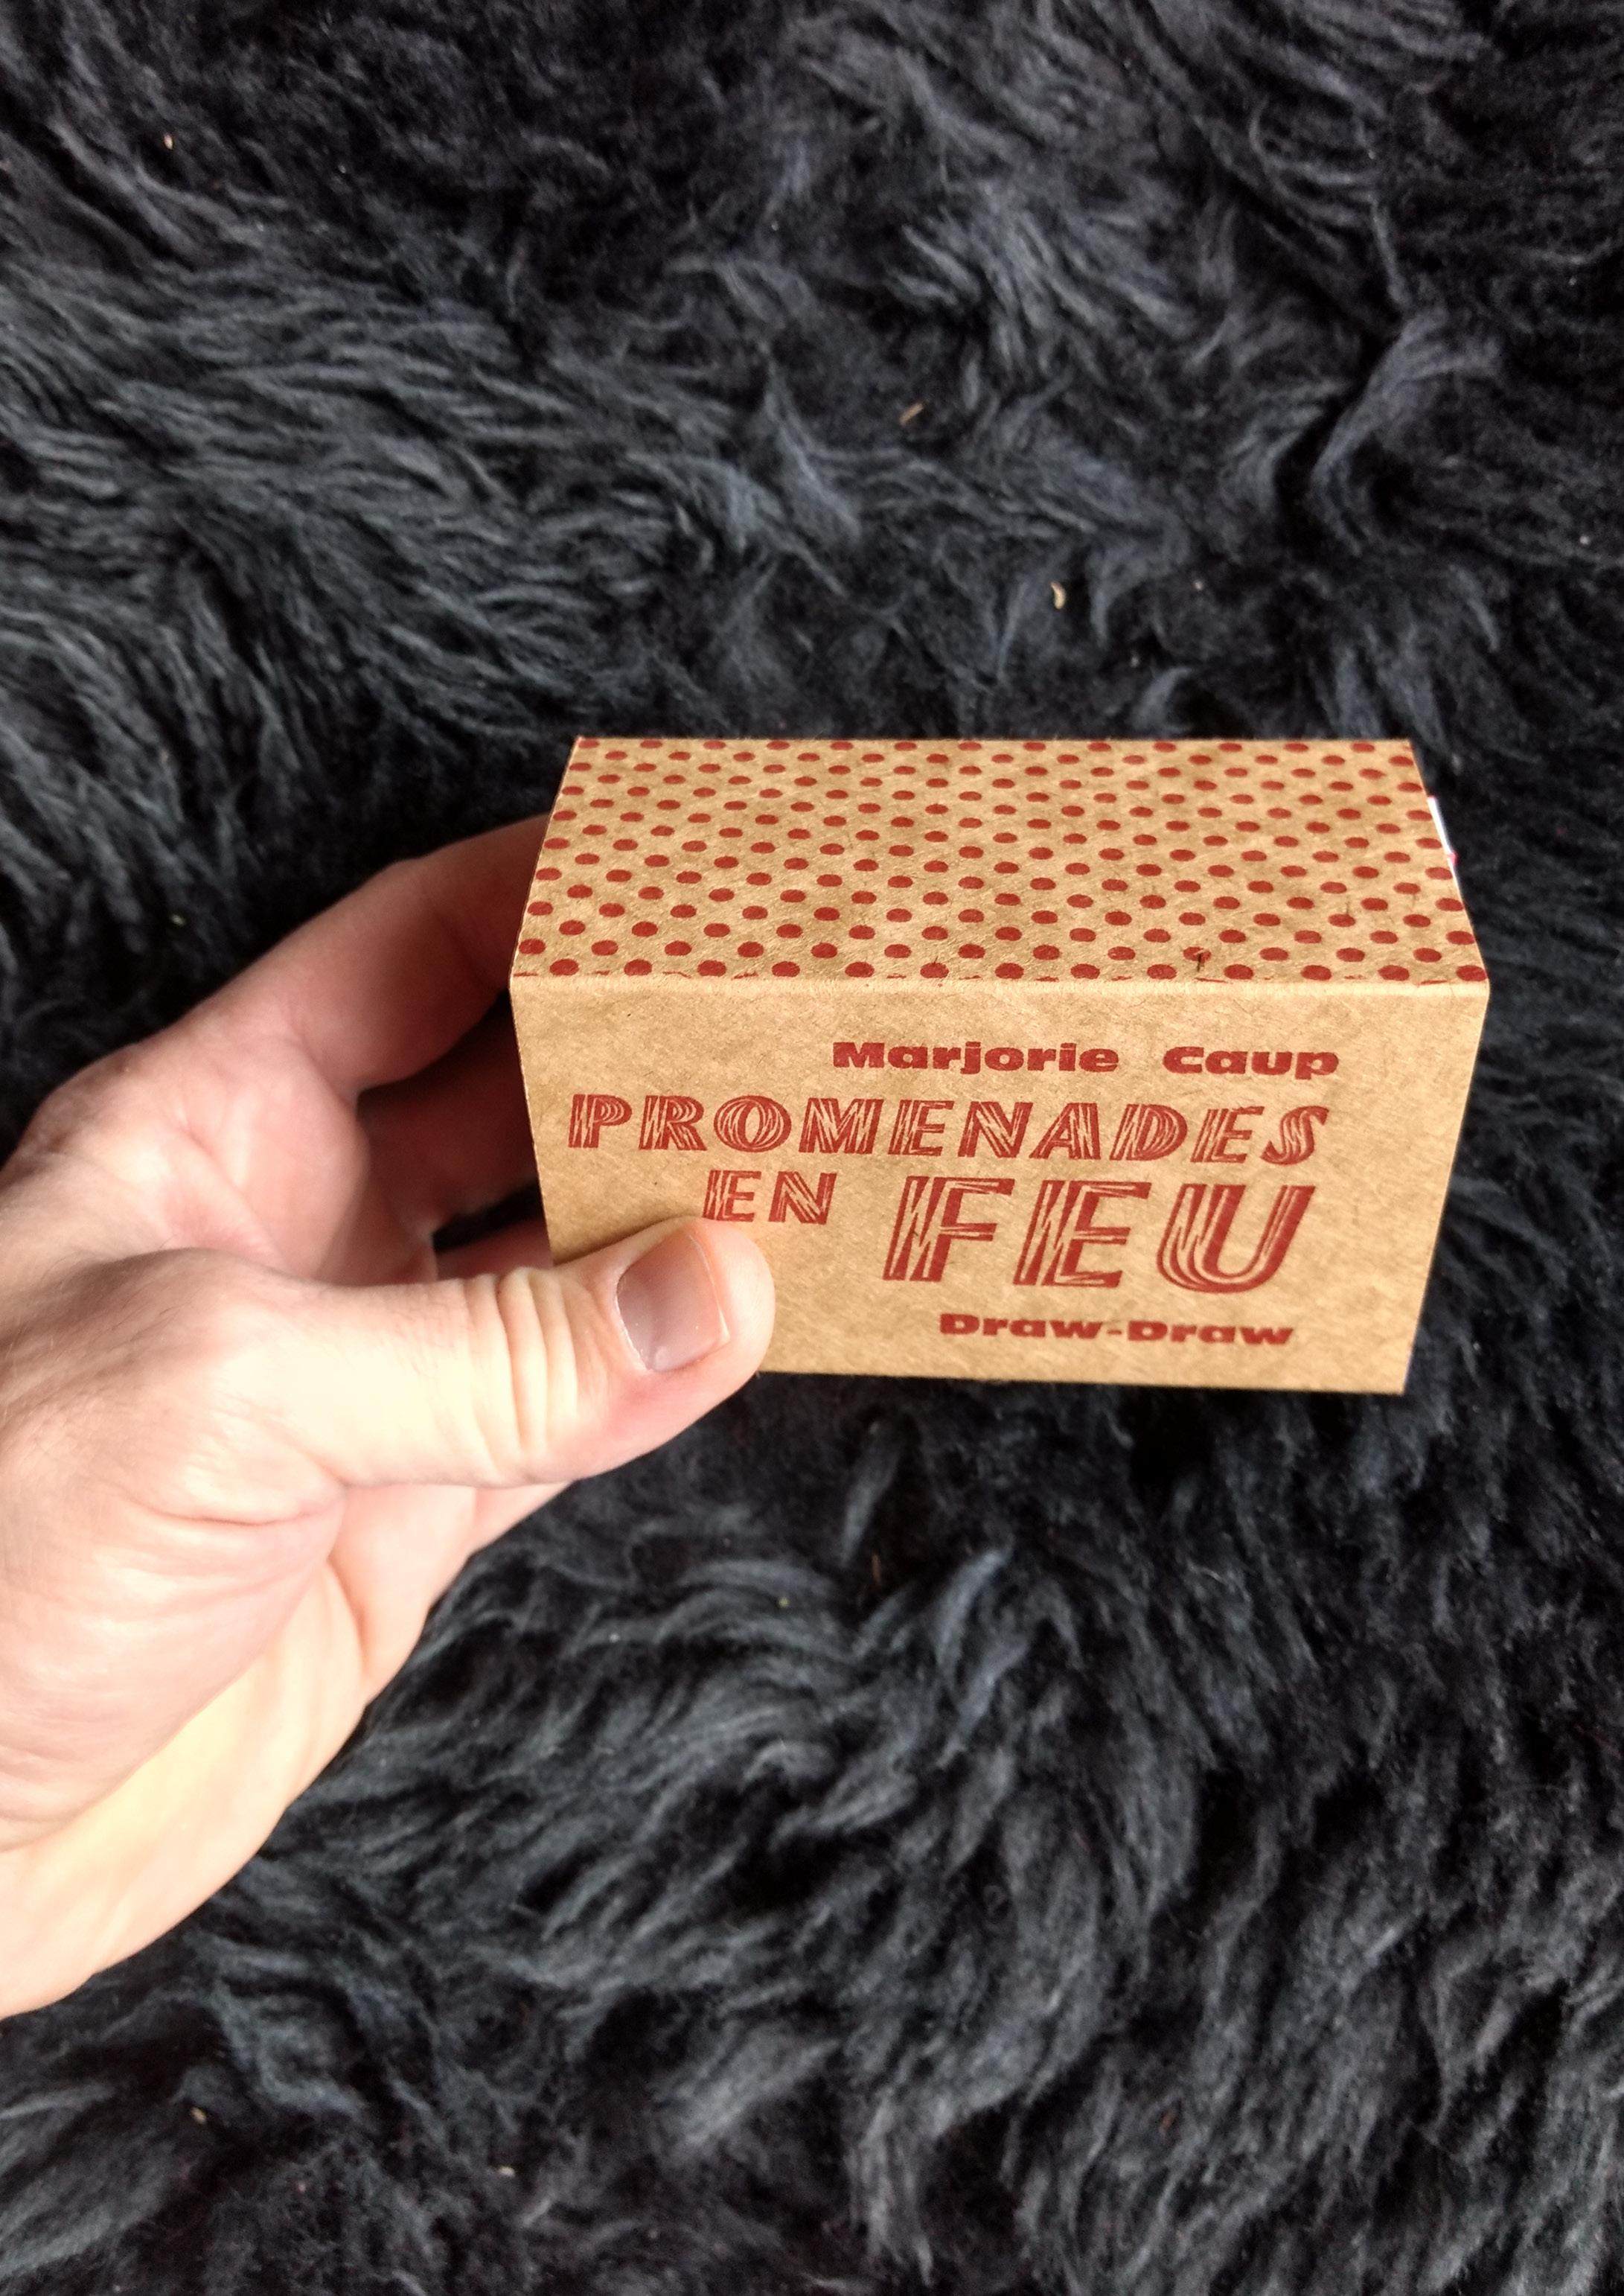 Marjorie Caup
PROMENADES
EN FEU
Draw-Draw